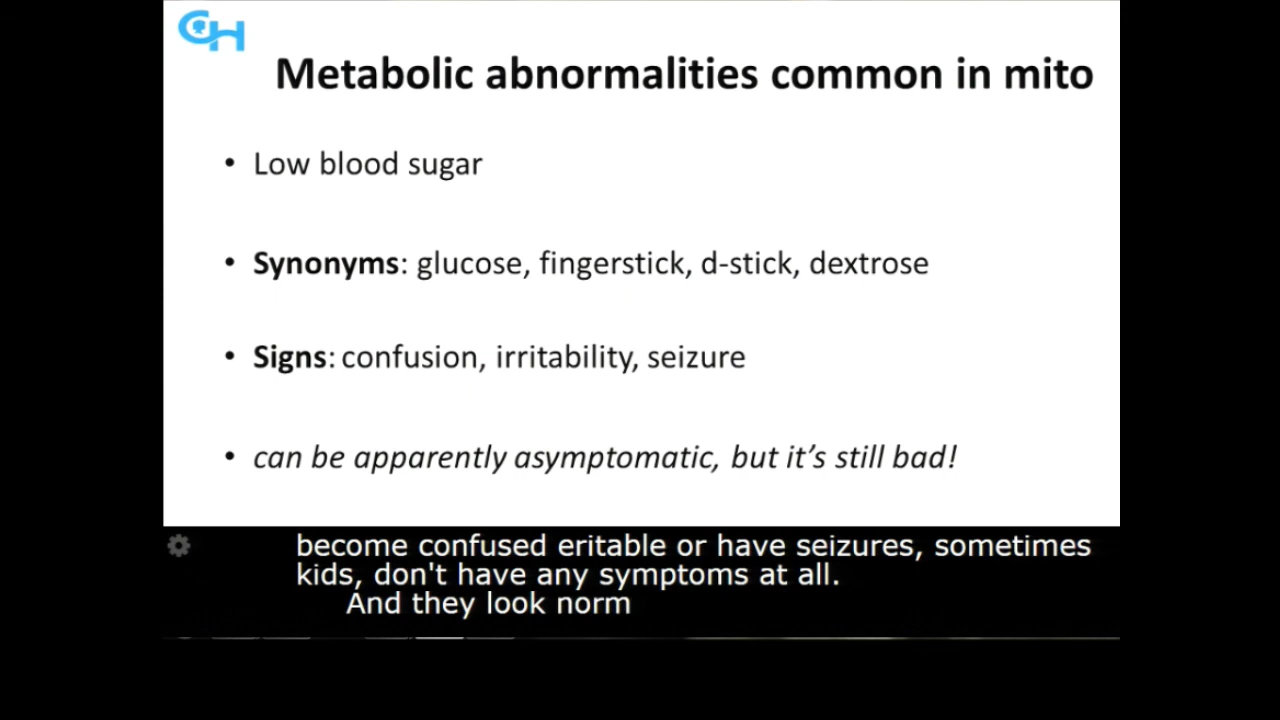 CH
Metabolic abnormalities common in mito
• Low blood sugar
• Synonyms: glucose, fingerstick, d-stick, dextrose
• Signs: confusion, irritability, seizure
• can be apparently asymptomatic, but it's still bad!
become confused eritable or have seizures, sometimes
kids, don't have any symptoms at all.
And they look norm